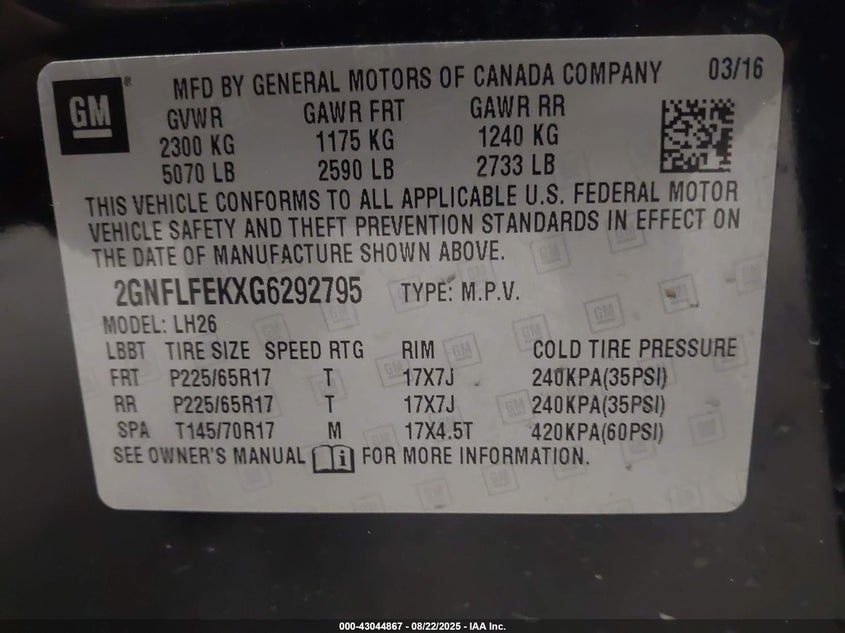 GM ®
MFD BY GENERAL MOTORS OF CANADA COMPANY 03/16
GVWR GAWR FRT GAWR RR
2300 KG 1175 KG 1240 KG
5070 LB 2590 LB 2733 LB
THIS VEHICLE CONFORMS TO ALL APPLICABLE U.S. FEDERAL MOTOR
VEHICLE SAFETY AND THEFT PREVENTION STANDARDS IN EFFECT ON
THE DATE OF MANUFACTURE SHOWN ABOVE.
2GNFLFEKXG6292795 TYPE: M.P.V.
MODEL: LH26
LBBT TIRE SIZE SPEED RTG RIM COLD TIRE PRESSURE
FRT P225/65R17 T 17X7J 240KPA(35PSI)
RR P225/65R17 T 17X7J 240KPA(35PSI)
SPA T145/70R17 M 17X4.5T 420KPA(60PSI)
SEE OWNER'S MANUAL i FOR MORE INFORMATION.
000-43044867 - 08/22/2025 - IAA Inc.